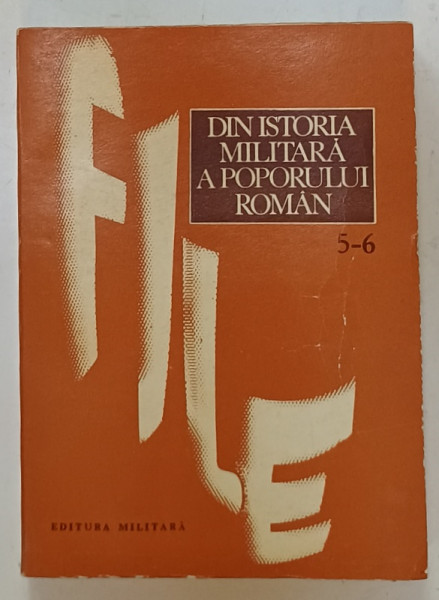 FILE
DIN ISTORIA
MILITARĂ
A POPORULUI
ROMÂN
5-6
EDITURA MILITARĂ